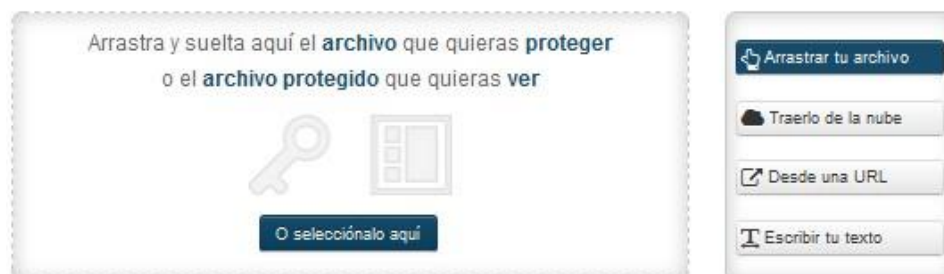 Arrastra y suelta aquí el archivo que quieras proteger
o el archivo protegido que quieras ver
O selecciónalo aquí
Arrastrar tu archivo
Traerlo de la nube
Desde una URL
Escribir tu texto